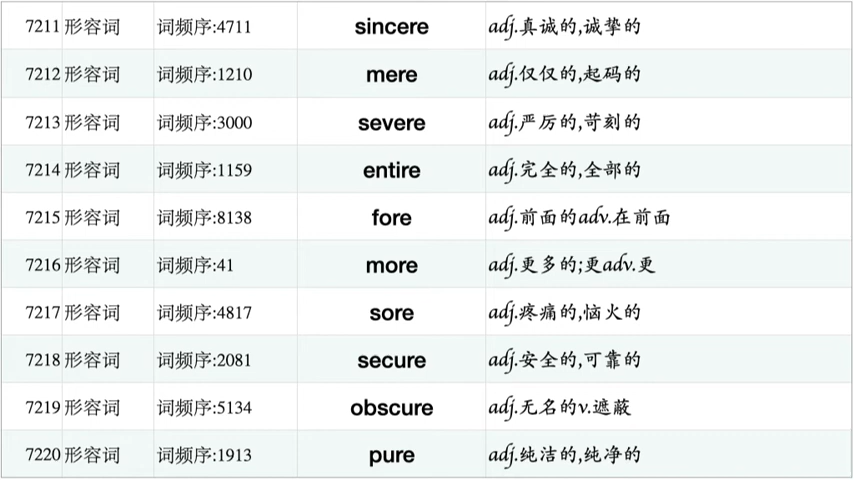 7211 形容词 词频序:4711 sincere adj.真诚的,诚挚的
7212 形容词 词频序:1210 mere adj.仅仅的,起码的
7213 形容词 词频序:3000 severe adj.严厉的,苛刻的
7214 形容词 词频序:1159 entire adj.完全的,全部的
7215 形容词 词频序:8138 fore adj.前面的adv.在前面
7216 形容词 词频序:41 more adj.更多的;更adv.更
7217 形容词 词频序:4817 sore adj.疼痛的,恼火的
7218 形容词 词频序:2081 secure adj.安全的,可靠的
7219 形容词 词频序:5134 obscure adj.无名的v.遮蔽
7220 形容词 词频序:1913 pure adj.纯洁的,纯净的